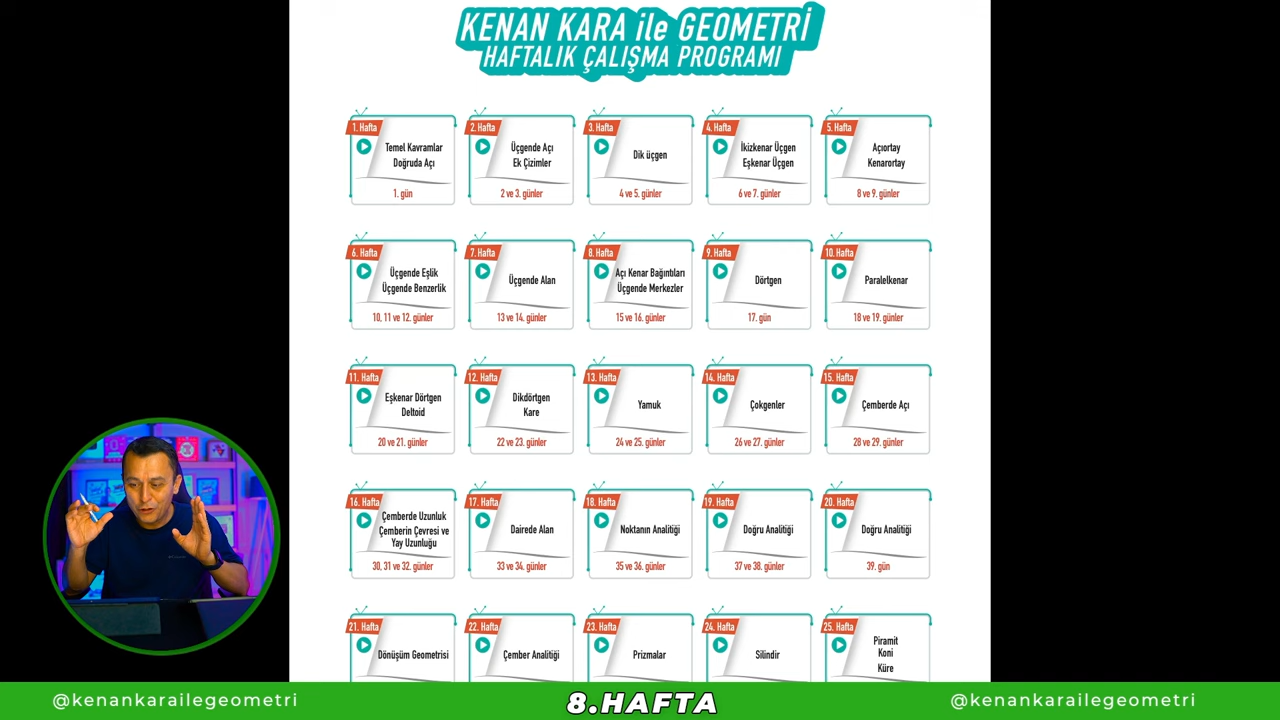 KENAN KARA ile GEOMETRİ
HAFTALIK ÇALIŞMA PROGRAMI
1. Hafta
Temel Kavramlar
Doğruda Açı
1. gün
2. Hafta
Üçgende Açı
Ek Çizimler
2 ve 3. günler
3. Hafta
Dik üçgen
4 ve 5. günler
4. Hafta
İkizkenar Üçgen
Eşkenar Üçgen
6 ve 7. günler
5. Hafta
Açıortay
Kenarortay
8 ve 9. günler
6. Hafta
Üçgende Eşlik
Üçgende Benzerlik
10, 11 ve 12. günler
7. Hafta
Üçgende Alan
13 ve 14. günler
8. Hafta
Açı Kenar Bağıntıları
Üçgende Merkezler
15 ve 16. günler
9. Hafta
Dörtgen
17. gün
10. Hafta
Paralelkenar
18 ve 19. günler
11. Hafta
Eşkenar Dörtgen
Deltoid
20 ve 21. günler
12. Hafta
Dikdörtgen
Kare
22 ve 23. günler
13. Hafta
Yamuk
24 ve 25. günler
14. Hafta
Çokgenler
26 ve 27. günler
15. Hafta
Çemberde Açı
28 ve 29. günler
16. Hafta
Çemberde Uzunluk
Çemberin Çevresi ve
Yay Uzunluğu
30, 31 ve 32. günler
17. Hafta
Dairede Alan
33 ve 34. günler
18. Hafta
Noktanın Analitiği
35 ve 36. günler
19. Hafta
Doğru Analitiği
37 ve 38. günler
20. Hafta
Doğru Analitiği
39. gün
21. Hafta
Dönüşüm Geometrisi
22. Hafta
Çember Analitiği
23. Hafta
Prizmalar
24. Hafta
Silindir
25. Hafta
Piramit
Koni
Küre
@kenankarailegeometri
8.HAFTA
@kenankarailegeometri